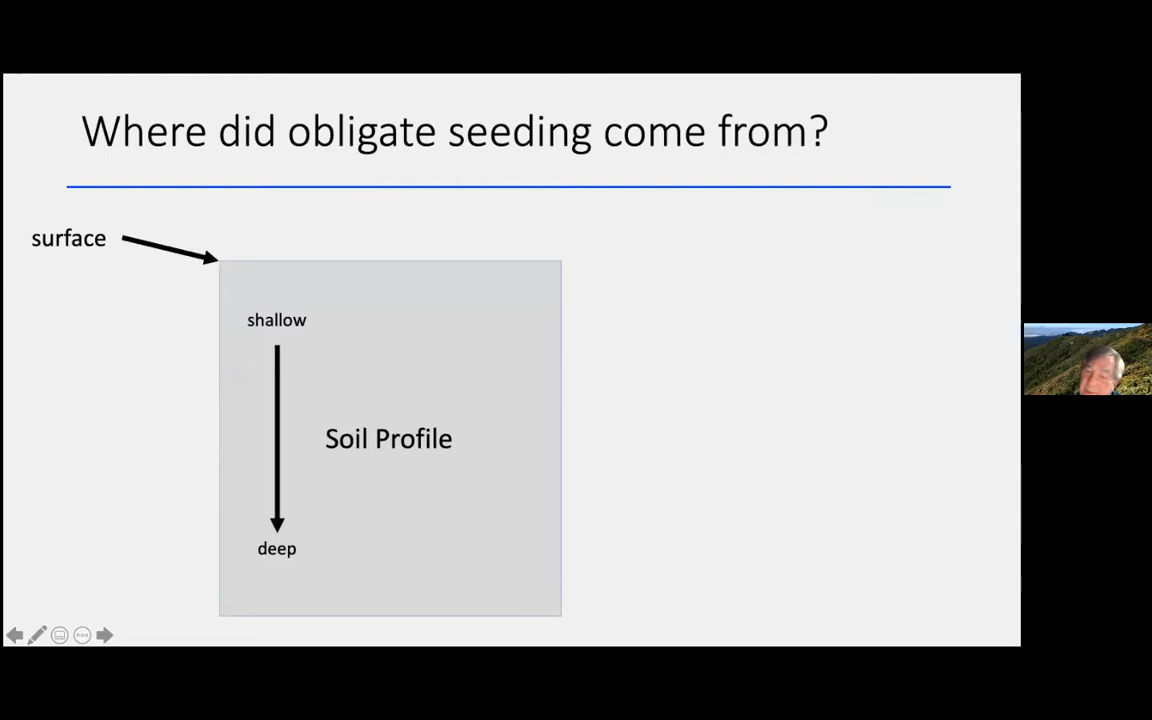 Where did obligate seeding come from?
surface
shallow
Soil Profile
deep